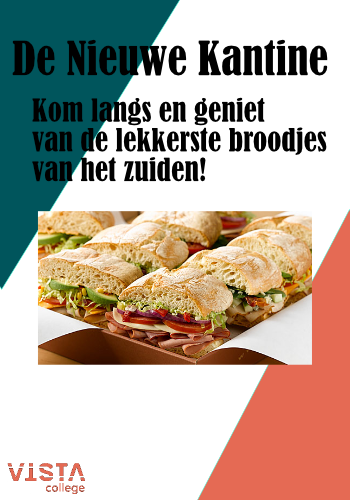 De Nieuwe Kantine
Kom langs en geniet
van de lekkerste broodjes
van het zuiden!
VISTA
college